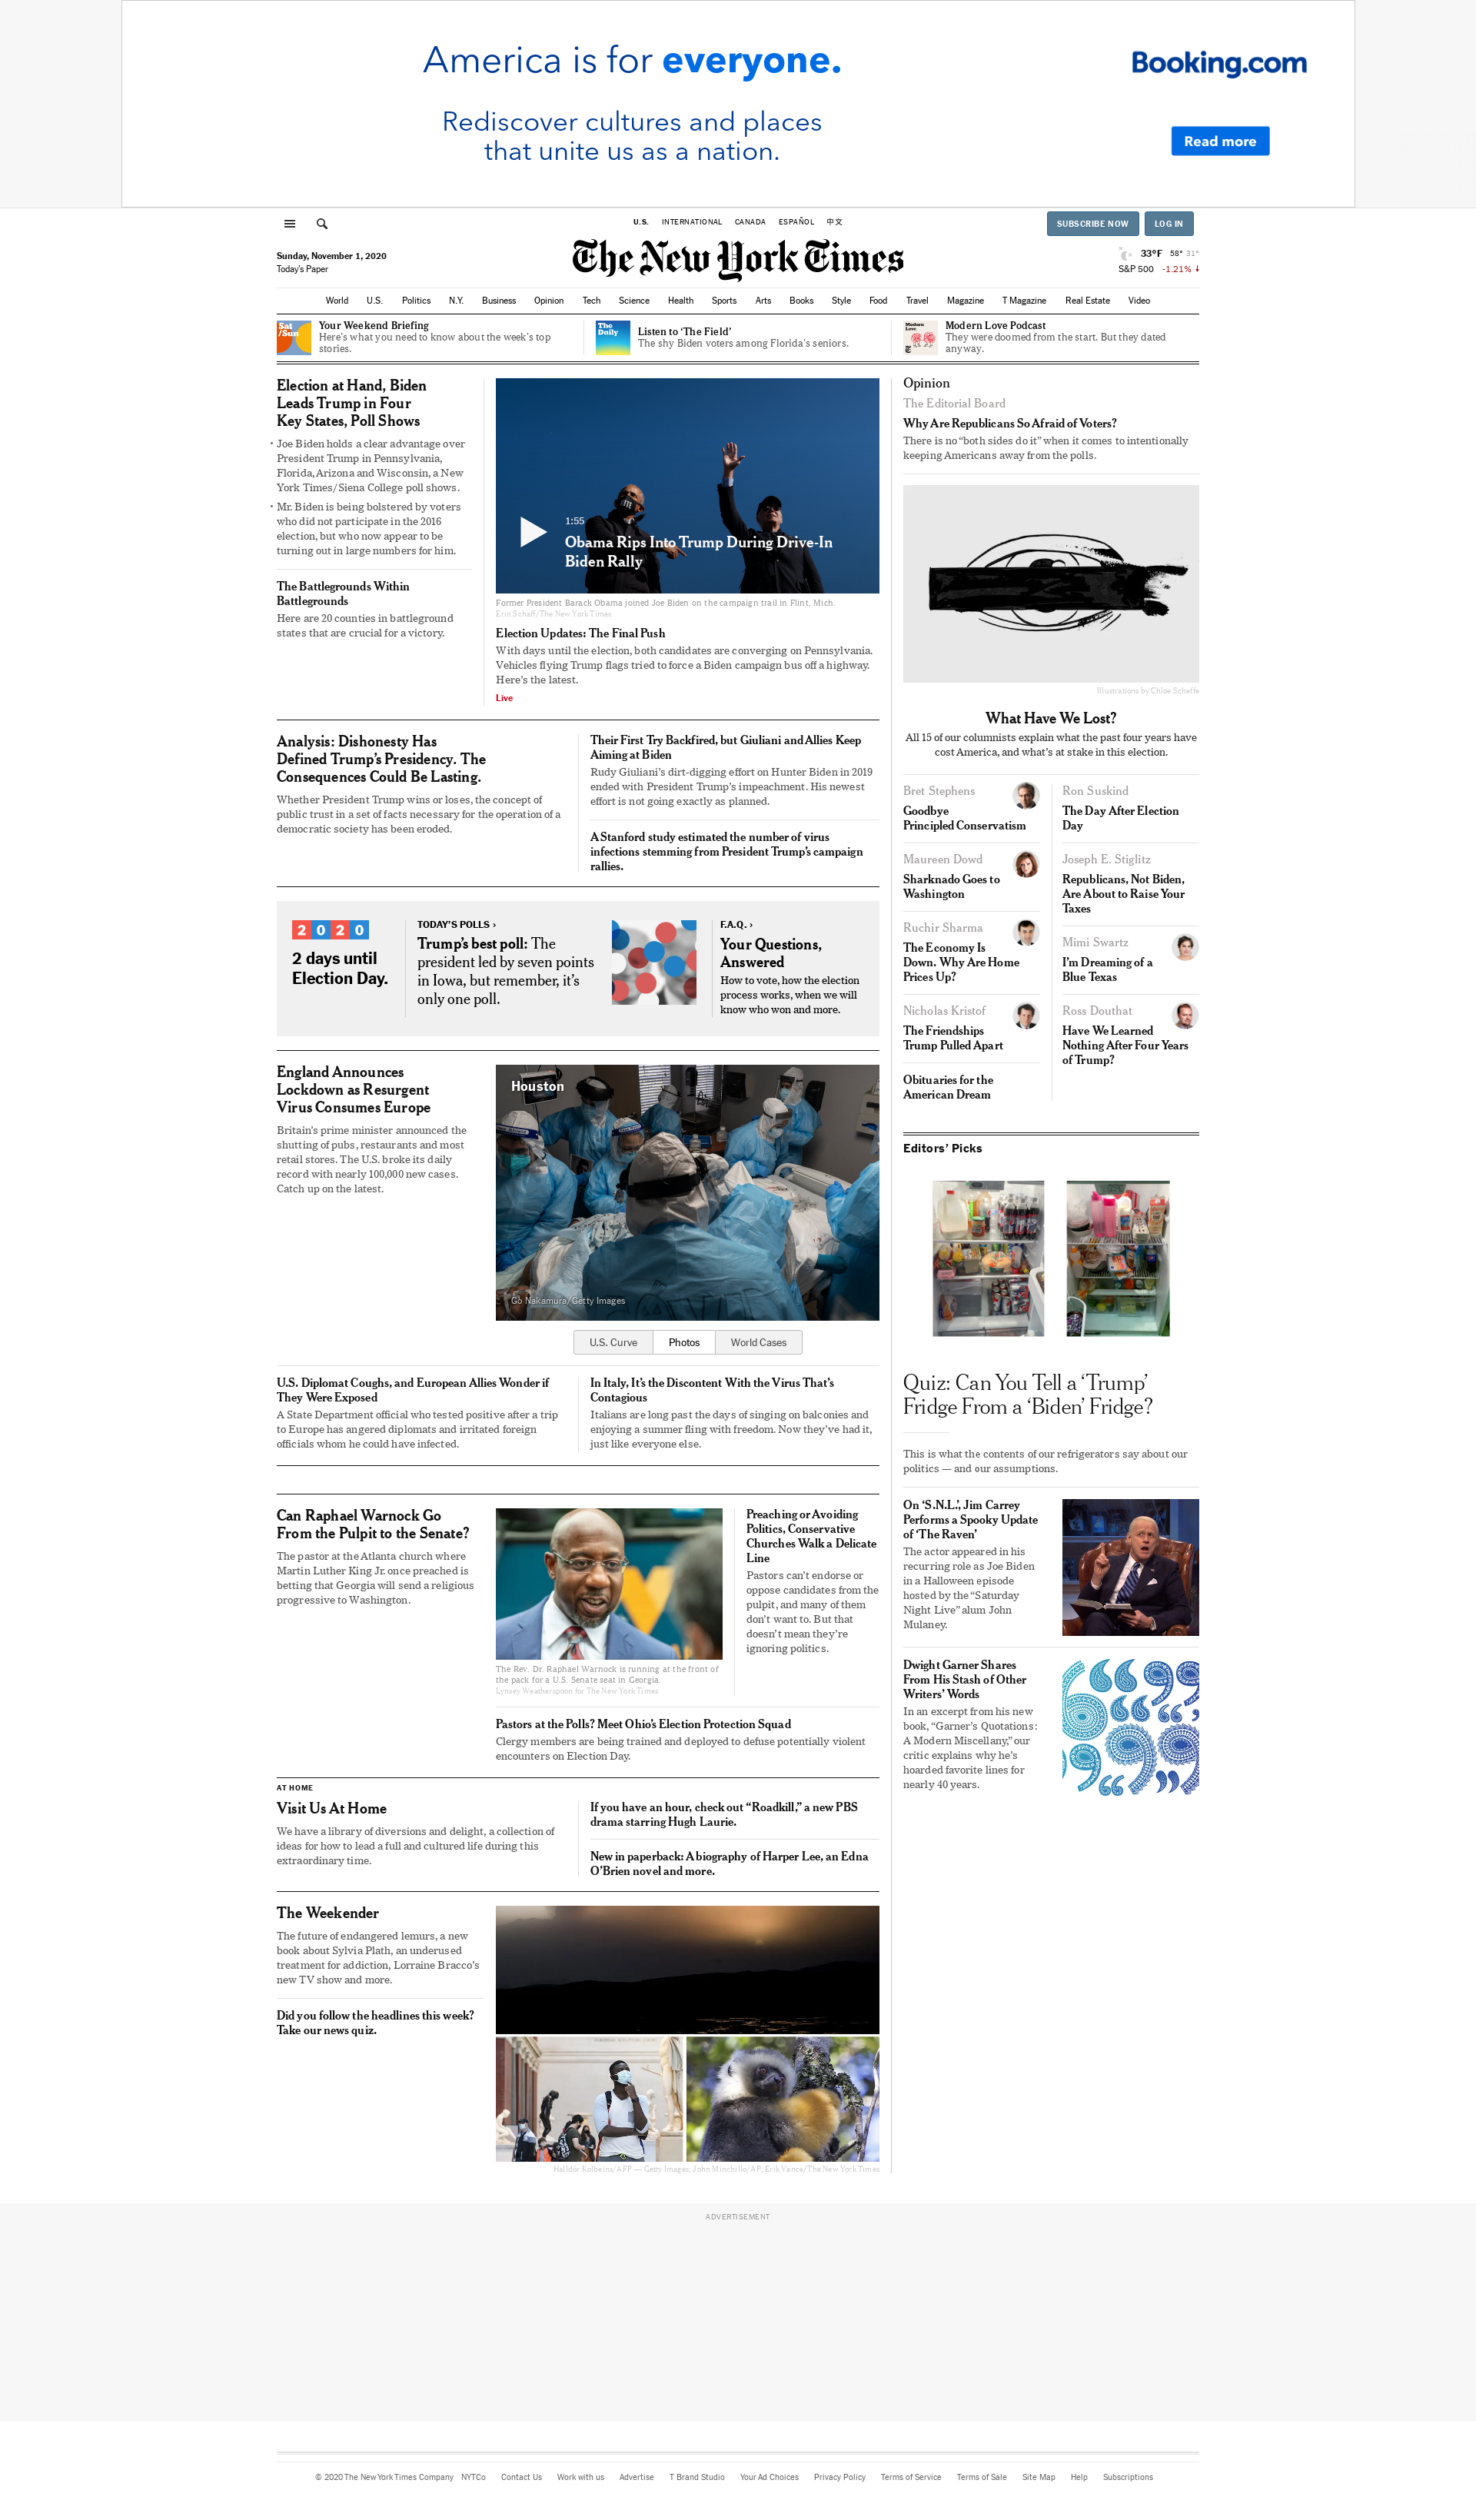 America is for everyone.
Rediscover cultures and places
that unite us as a nation.
Booking.com
Read more
U.S. INTERNATIONAL CANADA ESPAÑOL 中文
SUBSCRIBE NOW LOG IN
Sunday, November 1, 2020
Today's Paper
The New York Times
33°F 58° 31°
S&P 500 -1.21%
World U.S. Politics N.Y. Business Opinion Tech Science Health Sports Arts Books Style Food Travel Magazine T Magazine Real Estate Video
Sat
/Sun
Your Weekend Briefing
Here's what you need to know about the week's top
stories.
The
Daily
Listen to ‘The Field’
The shy Biden voters among Florida's seniors.
Modern
Love
Modern Love Podcast
They were doomed from the start. But they dated
anyway.
Election at Hand, Biden
Leads Trump in Four
Key States, Poll Shows
• Joe Biden holds a clear advantage over
President Trump in Pennsylvania,
Florida, Arizona and Wisconsin, a New
York Times/Siena College poll shows.
• Mr. Biden is being bolstered by voters
who did not participate in the 2016
election, but who now appear to be
turning out in large numbers for him.
The Battlegrounds Within
Battlegrounds
Here are 20 counties in battleground
states that are crucial for a victory.
1:55
Obama Rips Into Trump During Drive-In
Biden Rally
Former President Barack Obama joined Joe Biden on the campaign trail in Flint, Mich.
Erin Schaff/The New York Times
Election Updates: The Final Push
With days until the election, both candidates are converging on Pennsylvania.
Vehicles flying Trump flags tried to force a Biden campaign bus off a highway.
Here's the latest.
Live
Analysis: Dishonesty Has
Defined Trump's Presidency. The
Consequences Could Be Lasting.
Whether President Trump wins or loses, the concept of
public trust in a set of facts necessary for the operation of a
democratic society has been eroded.
Their First Try Backfired, but Giuliani and Allies Keep
Aiming at Biden
Rudy Giuliani's dirt-digging effort on Hunter Biden in 2019
ended with President Trump's impeachment. His newest
effort is not going exactly as planned.
A Stanford study estimated the number of virus
infections stemming from President Trump's campaign
rallies.
2020
2 days until
Election Day.
TODAY'S POLLS ›
Trump's best poll: The
president led by seven points
in Iowa, but remember, it's
only one poll.
F.A.Q. ›
Your Questions,
Answered
How to vote, how the election
process works, when we will
know who won and more.
England Announces
Lockdown as Resurgent
Virus Consumes Europe
Britain's prime minister announced the
shutting of pubs, restaurants and most
retail stores. The U.S. broke its daily
record with nearly 100,000 new cases.
Catch up on the latest.
Houston
Go Nakamura/Getty Images
U.S. Curve Photos World Cases
U.S. Diplomat Coughs, and European Allies Wonder if
They Were Exposed
A State Department official who tested positive after a trip
to Europe has angered diplomats and irritated foreign
officials whom he could have infected.
In Italy, It's the Discontent With the Virus That's
Contagious
Italians are long past the days of singing on balconies and
enjoying a summer fling with freedom. Now they've had it,
just like everyone else.
Can Raphael Warnock Go
From the Pulpit to the Senate?
The pastor at the Atlanta church where
Martin Luther King Jr. once preached is
betting that Georgia will send a religious
progressive to Washington.
The Rev. Dr. Raphael Warnock is running at the front of
the pack for a U.S. Senate seat in Georgia.
Lynsey Weatherspoon for The New York Times
Preaching or Avoiding
Politics, Conservative
Churches Walk a Delicate
Line
Pastors can't endorse or
oppose candidates from the
pulpit, and many of them
don't want to. But that
doesn't mean they're
ignoring politics.
Pastors at the Polls? Meet Ohio's Election Protection Squad
Clergy members are being trained and deployed to defuse potentially violent
encounters on Election Day.
AT HOME
Visit Us At Home
We have a library of diversions and delight, a collection of
ideas for how to lead a full and cultured life during this
extraordinary time.
If you have an hour, check out “Roadkill,” a new PBS
drama starring Hugh Laurie.
New in paperback: A biography of Harper Lee, an Edna
O'Brien novel and more.
The Weekender
The future of endangered lemurs, a new
book about Sylvia Plath, an underused
treatment for addiction, Lorraine Bracco's
new TV show and more.
Did you follow the headlines this week?
Take our news quiz.
Halldor Kolbeins/AFP — Getty Images; John Minchillo/AP; Erik Vance/The New York Times
Opinion
The Editorial Board
Why Are Republicans So Afraid of Voters?
There is no “both sides do it” when it comes to intentionally
keeping Americans away from the polls.
Illustrations by Chloe Scheffe
What Have We Lost?
All 15 of our columnists explain what the past four years have
cost America, and what's at stake in this election.
Bret Stephens
Goodbye
Principled Conservatism
Maureen Dowd
Sharknado Goes to
Washington
Ruchir Sharma
The Economy Is
Down. Why Are Home
Prices Up?
Nicholas Kristof
The Friendships
Trump Pulled Apart
Obituaries for the
American Dream
Ron Suskind
The Day After Election
Day
Joseph E. Stiglitz
Republicans, Not Biden,
Are About to Raise Your
Taxes
Mimi Swartz
I'm Dreaming of a
Blue Texas
Ross Douthat
Have We Learned
Nothing After Four Years
of Trump?
Editors' Picks
Quiz: Can You Tell a ‘Trump’
Fridge From a ‘Biden’ Fridge?
This is what the contents of our refrigerators say about our
politics — and our assumptions.
On ‘S.N.L.’, Jim Carrey
Performs a Spooky Update
of ‘The Raven’
The actor appeared in his
recurring role as Joe Biden
in a Halloween episode
hosted by the “Saturday
Night Live” alum John
Mulaney.
Dwight Garner Shares
From His Stash of Other
Writers' Words
In an excerpt from his new
book, “Garner's Quotations:
A Modern Miscellany,” our
critic explains why he's
hoarded favorite lines for
nearly 40 years.
ADVERTISEMENT
© 2020 The New York Times Company NYTCo Contact Us Work with us Advertise T Brand Studio Your Ad Choices Privacy Policy Terms of Service Terms of Sale Site Map Help Subscriptions